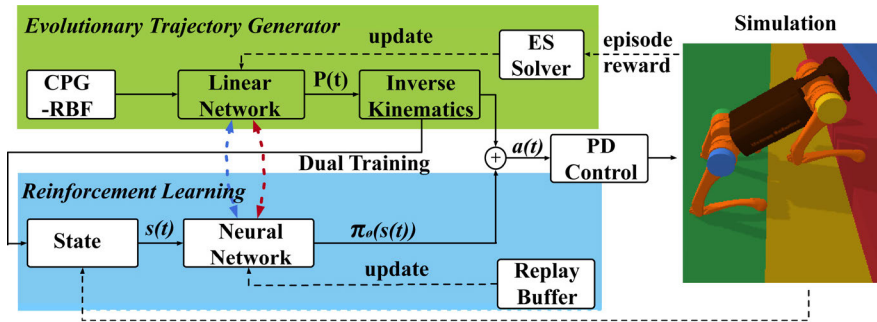 Evolutionary Trajectory Generator
Simulation
update
ES
Solver
episode
reward
CPG
-RBF
Linear
Network
P(t)
Inverse
Kinematics
Dual Training
+
a(t)
PD
Control
Reinforcement Learning
State
s(t)
Neural
Network
πₒ(s(t))
update
Replay
Buffer